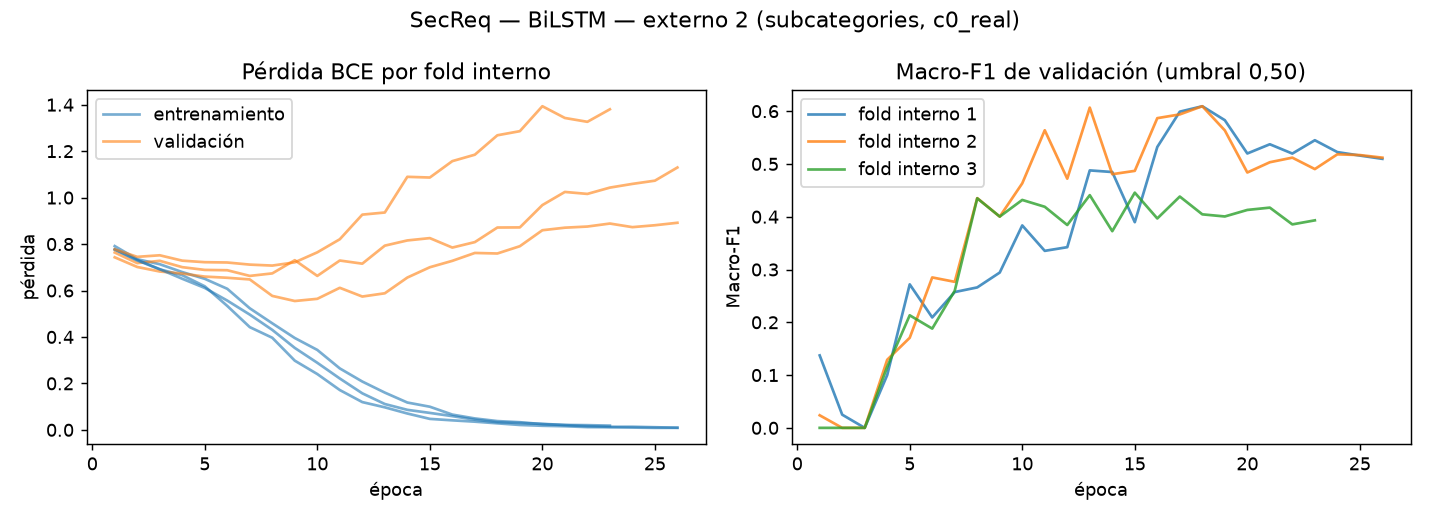 SecReq — BiLSTM — externo 2 (subcategories, c0_real)
Pérdida BCE por fold interno
entrenamiento
validación
pérdida
1.4
1.2
1.0
0.8
0.6
0.4
0.2
0.0
0
5
10
15
20
25
época
Macro-F1 de validación (umbral 0,50)
fold interno 1
fold interno 2
fold interno 3
Macro-F1
0.6
0.5
0.4
0.3
0.2
0.1
0.0
0
5
10
15
20
25
época